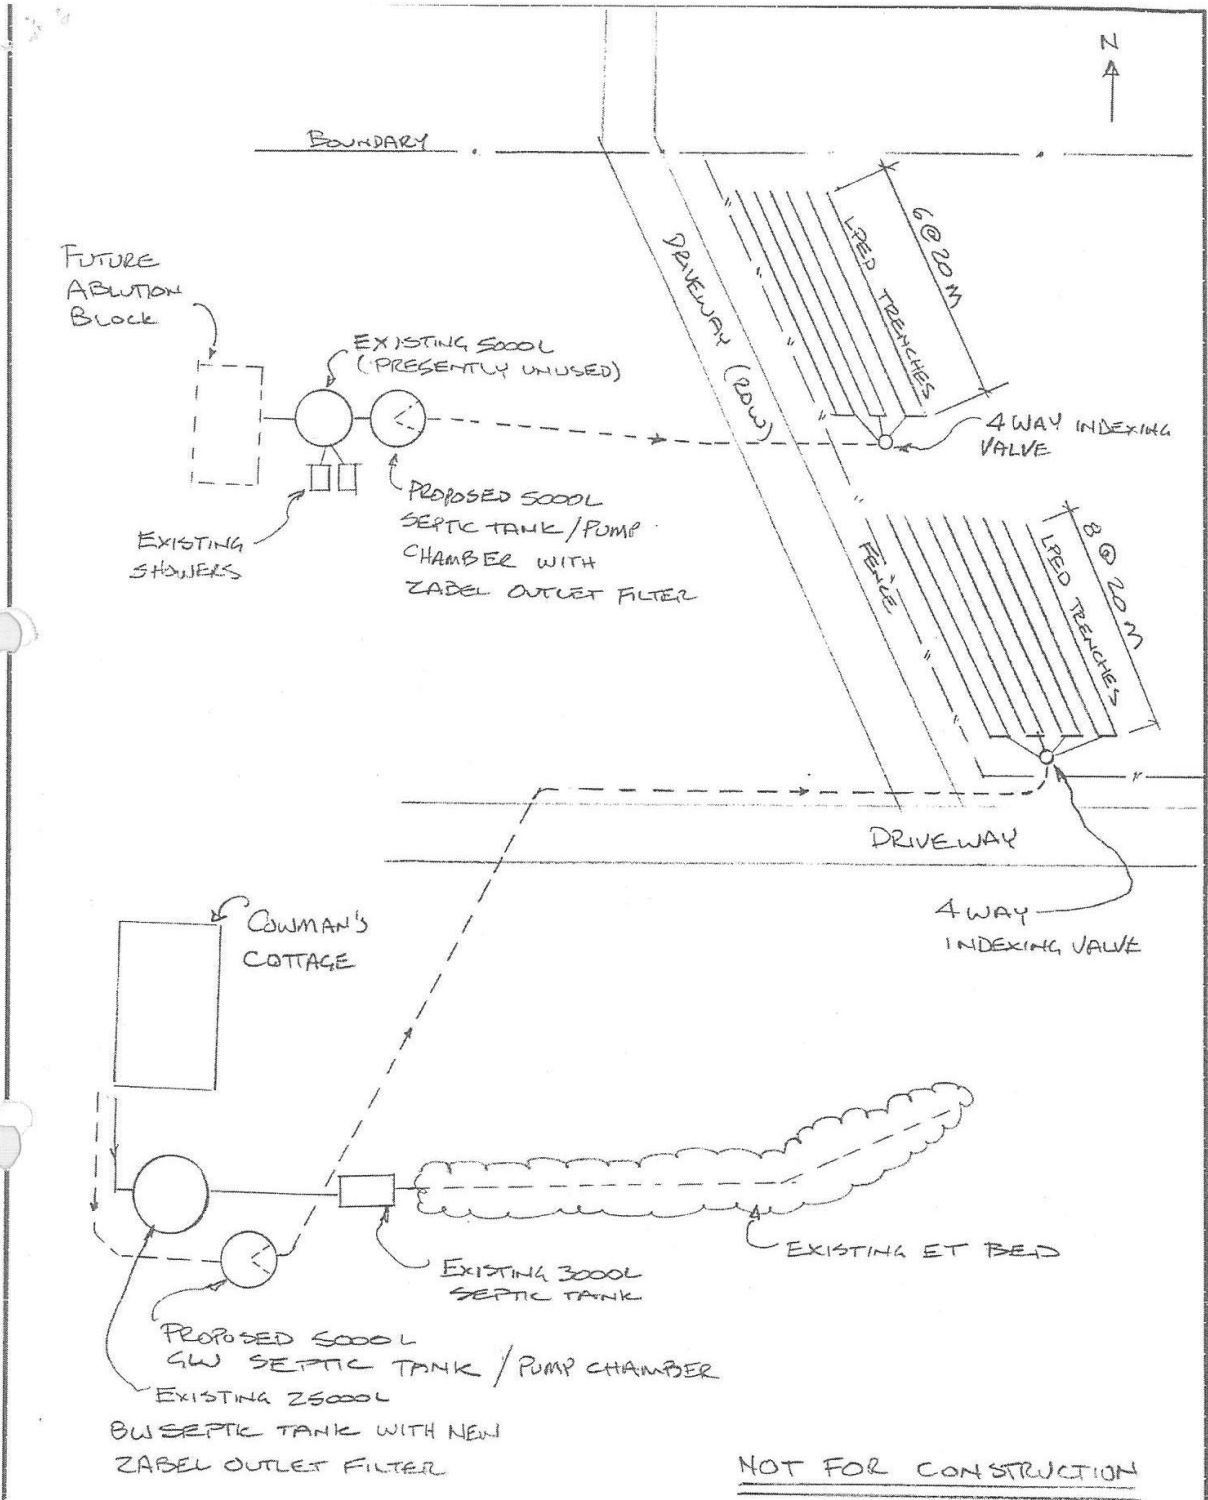 N
BOUNDARY
6 @ 20 M
LPED TRENCHES
DRIVEWAY (ROW)
FUTURE
ABLUTION
BLOCK
EXISTING 5000L
(PRESENTLY UNUSED)
4 WAY INDEXING
VALVE
PROPOSED 5000L
SEPTIC TANK / PUMP
CHAMBER WITH
ZABEL OUTLET FILTER
EXISTING
SHOWERS
FENCE
8 @ 20 M
LPED TRENCHES
DRIVEWAY
4 WAY
INDEXING VALVE
COWMAN'S
COTTAGE
EXISTING ET BED
EXISTING 3000L
SEPTIC TANK
PROPOSED 5000L
GW SEPTIC TANK / PUMP CHAMBER
EXISTING 25000L
BW SEPTIC TANK WITH NEW
ZABEL OUTLET FILTER
NOT FOR CONSTRUCTION